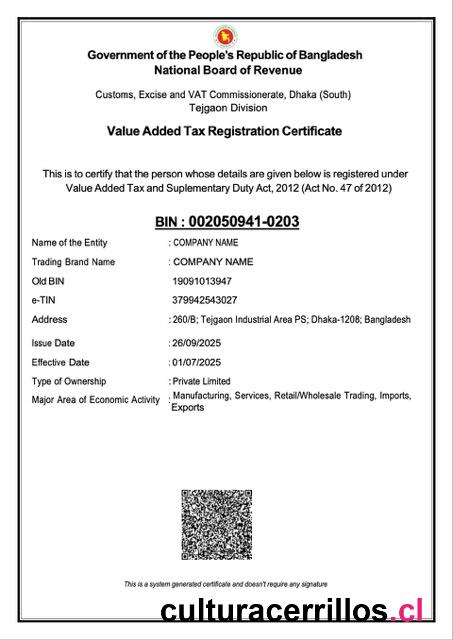 Government of the People's Republic of Bangladesh
National Board of Revenue
Customs, Excise and VAT Commissionerate, Dhaka (South)
Tejgaon Division
Value Added Tax Registration Certificate
This is to certify that the person whose details are given below is registered under
Value Added Tax and Suplementary Duty Act, 2012 (Act No. 47 of 2012)
BIN : 002050941-0203
Name of the Entity : COMPANY NAME
Trading Brand Name : COMPANY NAME
Old BIN 19091013947
e-TIN 379942543027
Address : 260/B; Tejgaon Industrial Area PS; Dhaka-1208; Bangladesh
Issue Date : 26/09/2025
Effective Date : 01/07/2025
Type of Ownership : Private Limited
Major Area of Economic Activity : Manufacturing, Services, Retail/Wholesale Trading, Imports,
Exports
This is a system generated certificate and doesn't require any signature
culturacerrillos.cl